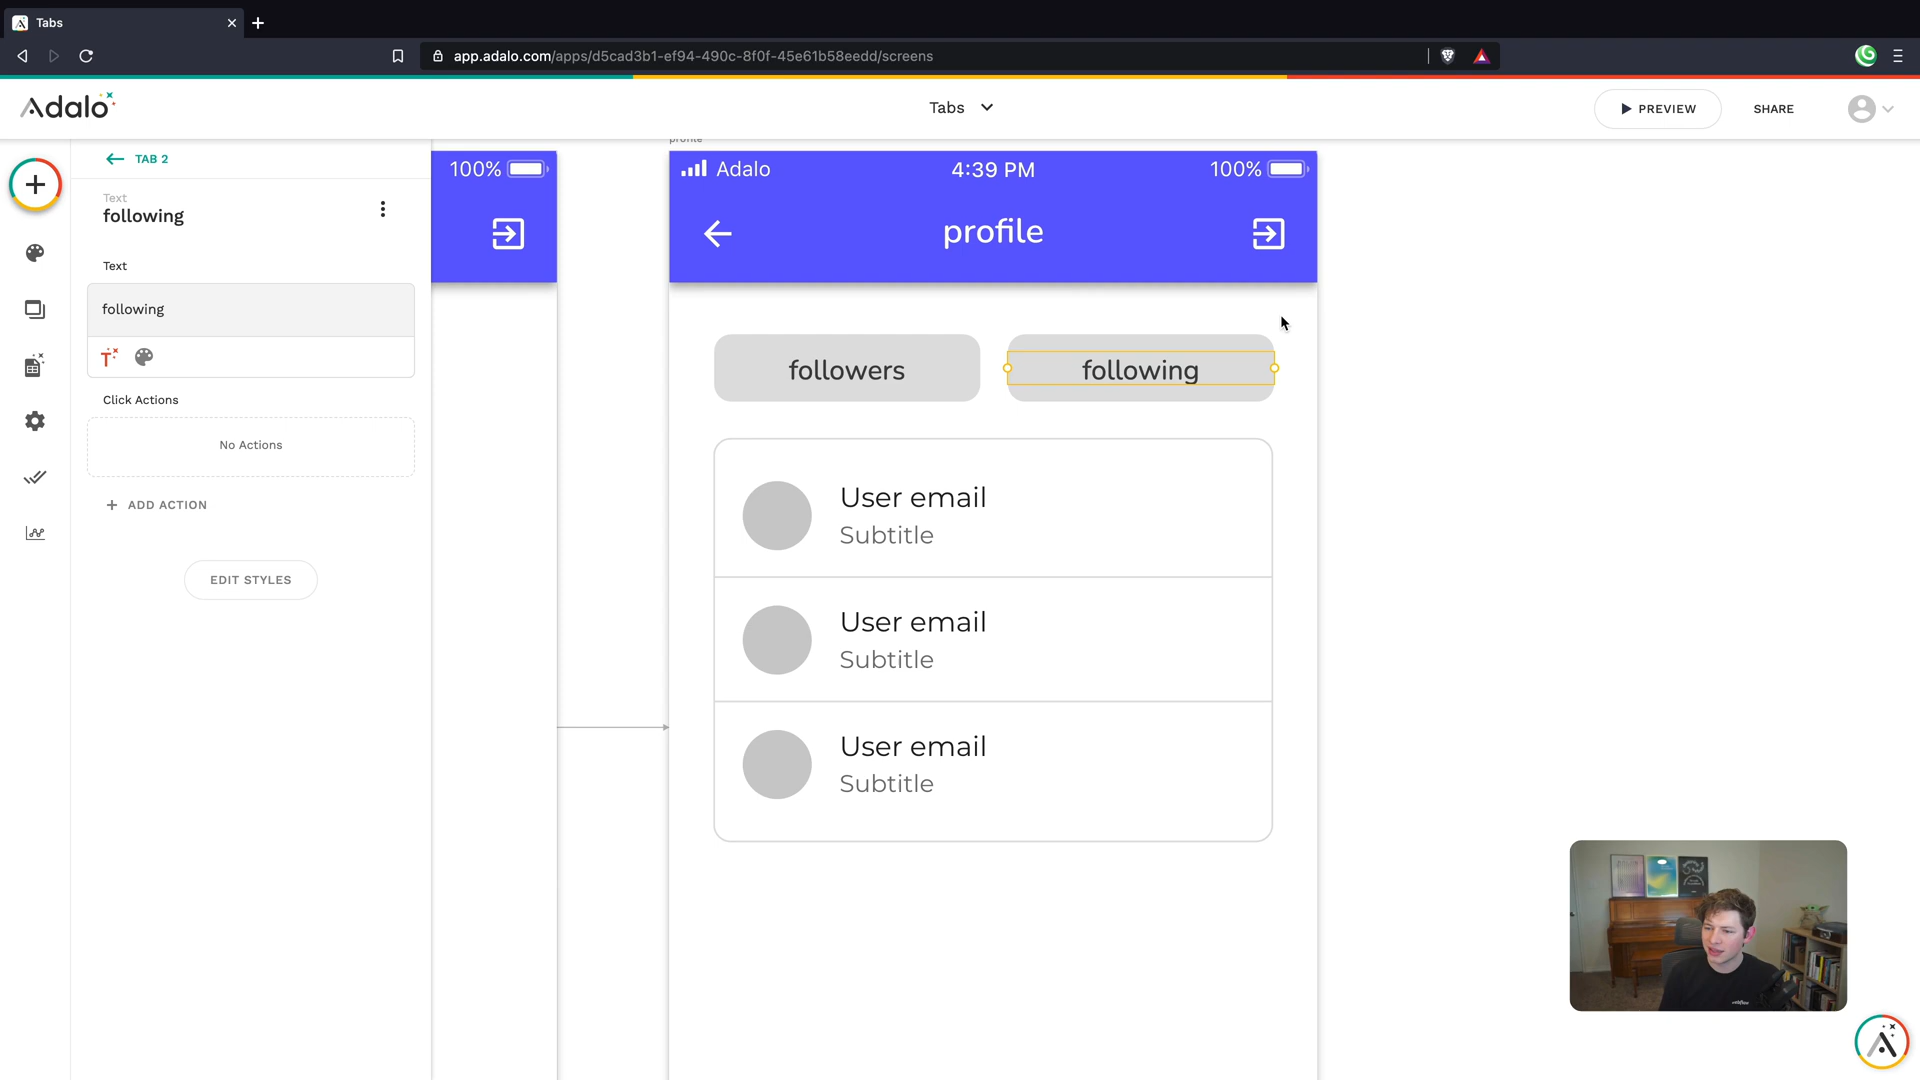 Tabs
app.adalo.com/apps/d5cad3b1-ef94-490c-8f0f-45e61b58eedd/screens
Adalo
Tabs
PREVIEW
SHARE
TAB 2
Text
following
Text
following
Click Actions
No Actions
ADD ACTION
EDIT STYLES
100%
profile
Adalo
4:39 PM
100%
profile
followers
following
User email
Subtitle
User email
Subtitle
User email
Subtitle